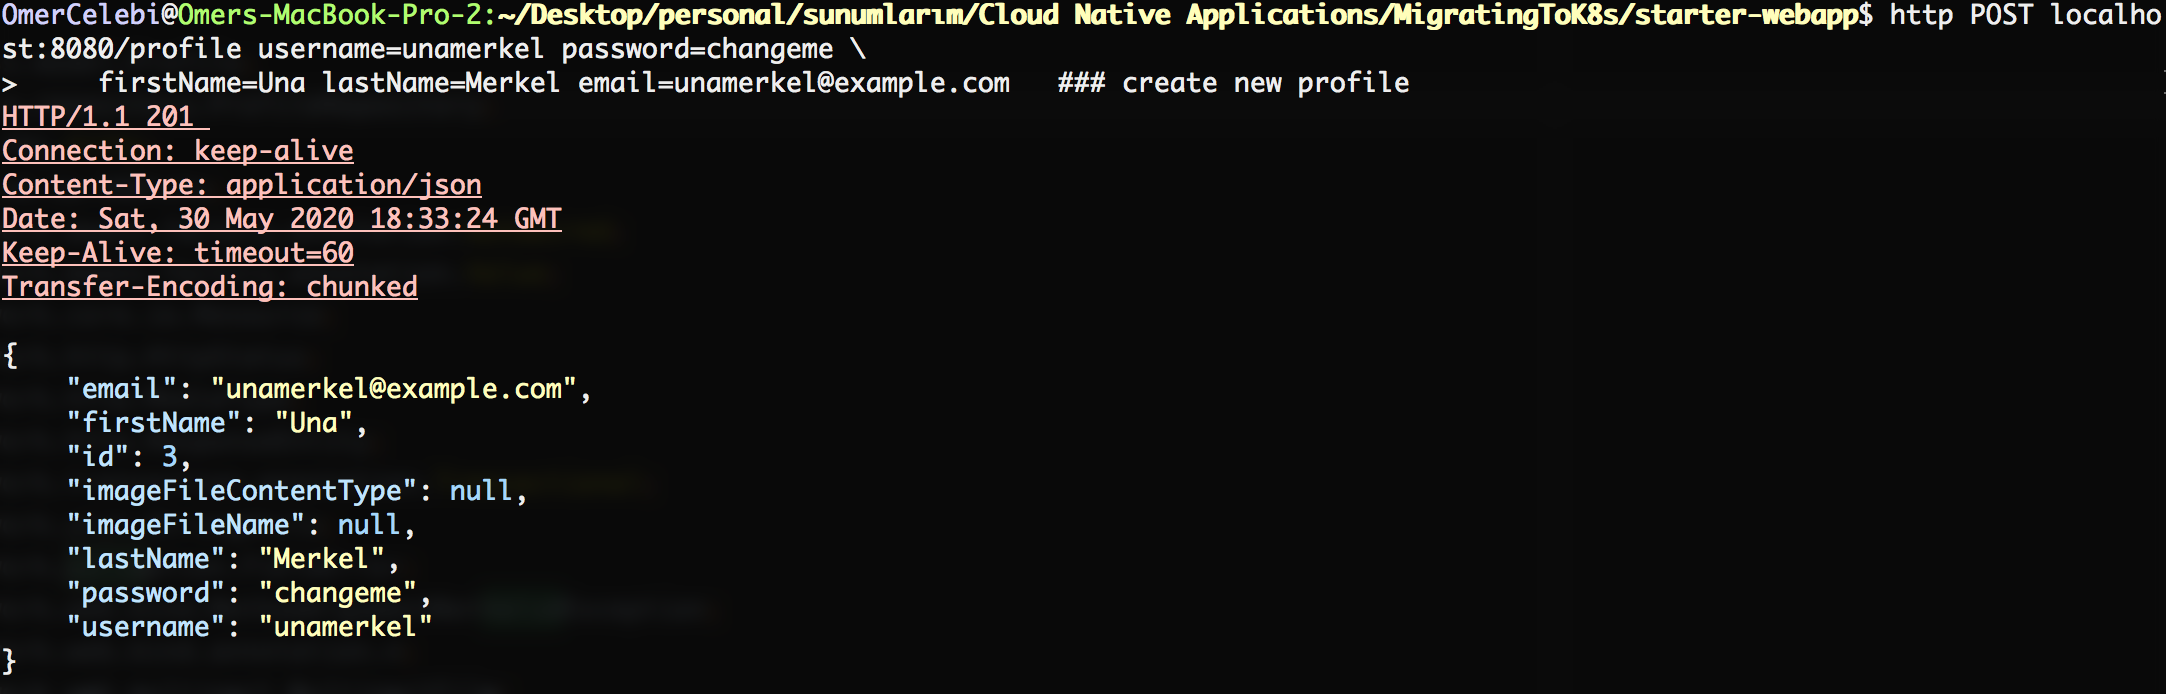 OmerCelebi@Omers-MacBook-Pro-2:~/Desktop/personal/sunumlarım/Cloud Native Applications/MigratingToK8s/starter-webapp$ http POST localho
st:8080/profile username=unamerkel password=changeme \
>     firstName=Una lastName=Merkel email=unamerkel@example.com   ### create new profile
HTTP/1.1 201
Connection: keep-alive
Content-Type: application/json
Date: Sat, 30 May 2020 18:33:24 GMT
Keep-Alive: timeout=60
Transfer-Encoding: chunked

{
    "email": "unamerkel@example.com",
    "firstName": "Una",
    "id": 3,
    "imageFileContentType": null,
    "imageFileName": null,
    "lastName": "Merkel",
    "password": "changeme",
    "username": "unamerkel"
}